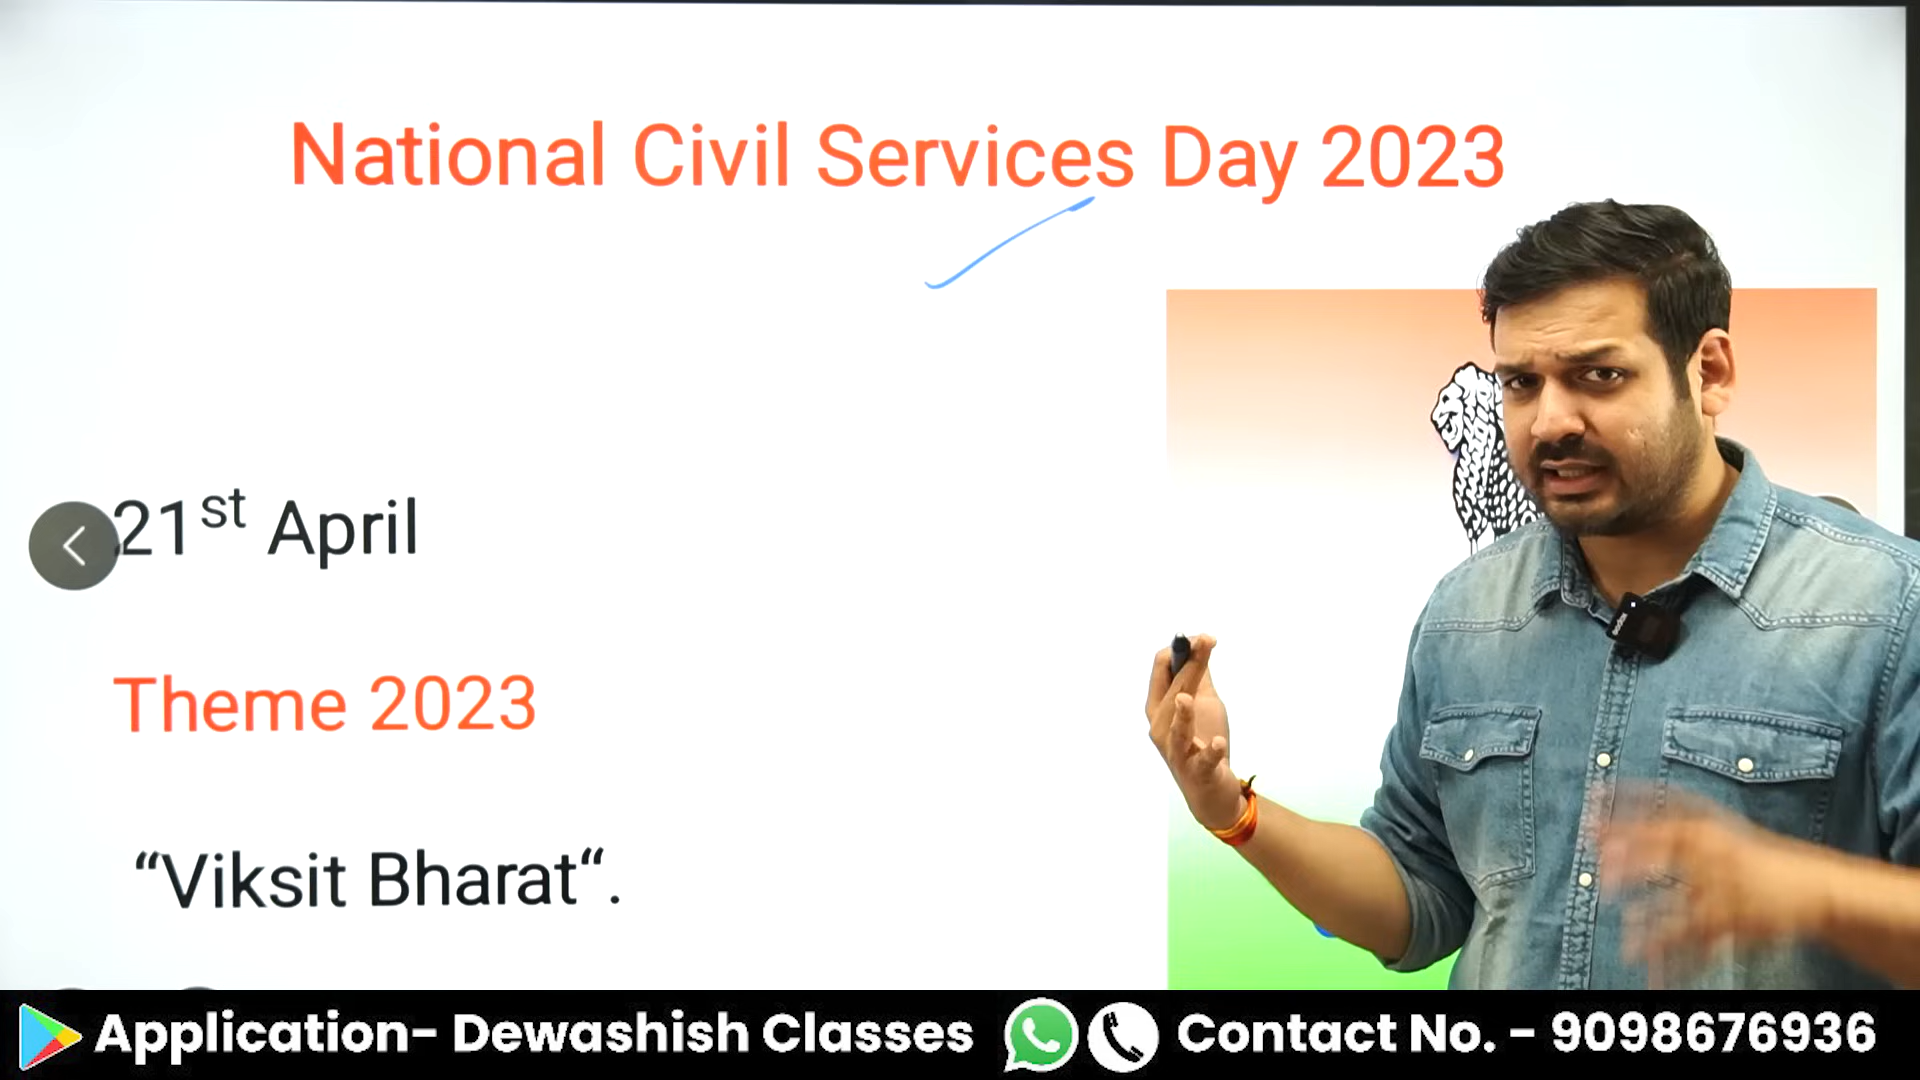 National Civil Services Day 2023
21st April
Theme 2023
“Viksit Bharat“.
Application- Dewashish Classes Contact No. - 9098676936